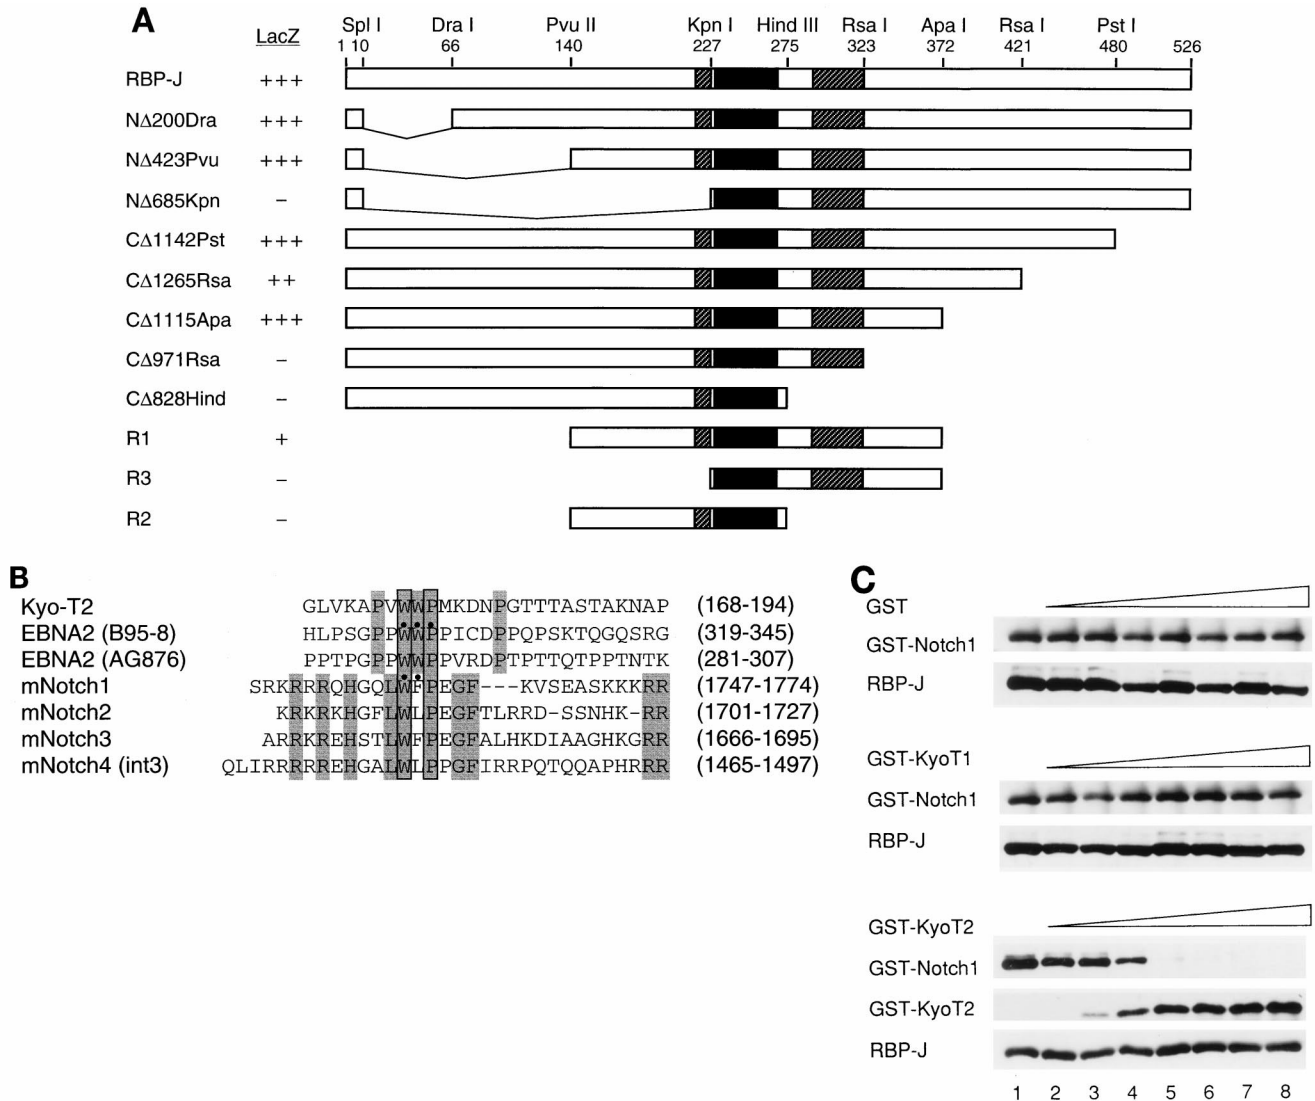 A
LacZ
Spl I Dra I Pvu II Kpn I Hind III Rsa I Apa I Rsa I Pst I
1 10 66 140 227 275 323 372 421 480 526
RBP-J +++
NΔ200Dra +++
NΔ423Pvu +++
NΔ685Kpn –
CΔ1142Pst +++
CΔ1265Rsa ++
CΔ1115Apa +++
CΔ971Rsa –
CΔ828Hind –
R1 +
R3 –
R2 –
B
Kyo-T2 GLVKAPVWWPMKDNPGTTTASTAKNAP (168-194)
EBNA2 (B95-8) HLPSGPPWWPPICDPPQPSKTQGQSRG (319-345)
EBNA2 (AG876) PPTPGPPWWPPVRDPTPTTQTPPTNTK (281-307)
mNotch1 SRKRRRQHGQLWFPEGF---KVSEASKKKRR (1747-1774)
mNotch2 KRKRKHGFLWLPEGFTLRRD-SSNHK-RR (1701-1727)
mNotch3 ARRKREHSTLWFPEGFALHKDIAAGHKGRR (1666-1695)
mNotch4 (int3) QLIRRRRREHGALWLPPGFIRRPQTQQAPHRRR (1465-1497)
C
GST
GST-Notch1
RBP-J
GST-KyoT1
GST-Notch1
RBP-J
GST-KyoT2
GST-Notch1
GST-KyoT2
RBP-J
1 2 3 4 5 6 7 8